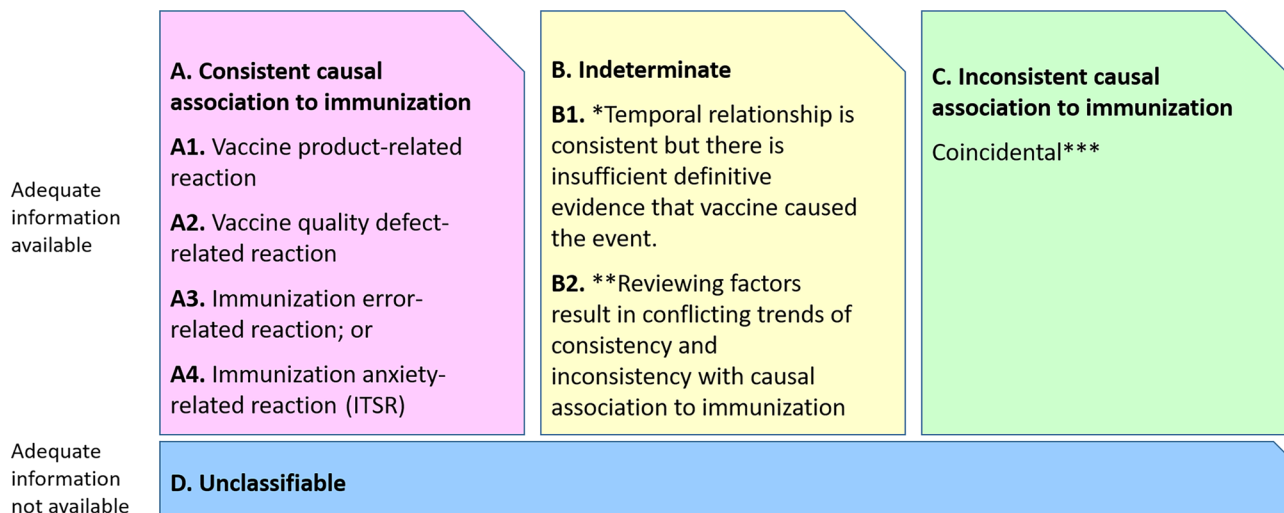 Adequate
information
available
A. Consistent causal
association to immunization
A1. Vaccine product-related
reaction
A2. Vaccine quality defect-
related reaction
A3. Immunization error-
related reaction; or
A4. Immunization anxiety-
related reaction (ITSR)
B. Indeterminate
B1. *Temporal relationship is
consistent but there is
insufficient definitive
evidence that vaccine caused
the event.
B2. **Reviewing factors
result in conflicting trends of
consistency and
inconsistency with causal
association to immunization
C. Inconsistent causal
association to immunization
Coincidental***
Adequate
information
not available
D. Unclassifiable